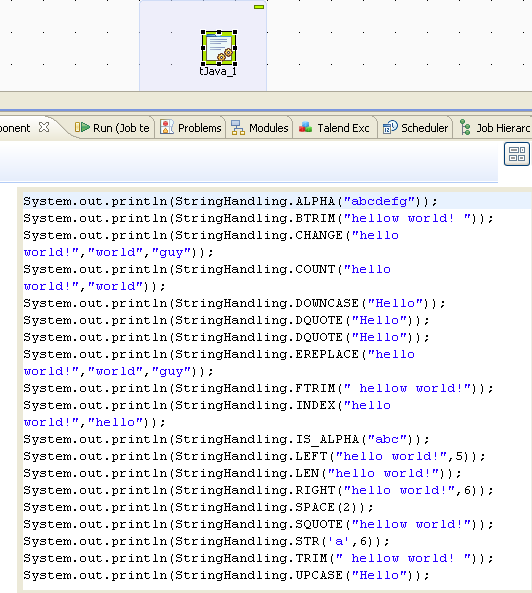 tJava_1
onent
Run (Job te
Problems
Modules
Talend Exc
Scheduler
Job Hierarc
System.out.println(StringHandling.ALPHA("abcdefg"));
System.out.println(StringHandling.BTRIM("hellow world! "));
System.out.println(StringHandling.CHANGE("hello
world!","world","guy"));
System.out.println(StringHandling.COUNT("hello
world!","world"));
System.out.println(StringHandling.DOWNCASE("Hello"));
System.out.println(StringHandling.DQUOTE("Hello"));
System.out.println(StringHandling.DQUOTE("Hello"));
System.out.println(StringHandling.EREPLACE("hello
world!","world","guy"));
System.out.println(StringHandling.FTRIM(" hellow world!"));
System.out.println(StringHandling.INDEX("hello
world!","hello"));
System.out.println(StringHandling.IS_ALPHA("abc"));
System.out.println(StringHandling.LEFT("hello world!",5));
System.out.println(StringHandling.LEN("hello world!"));
System.out.println(StringHandling.RIGHT("hello world!",6));
System.out.println(StringHandling.SPACE(2));
System.out.println(StringHandling.SQUOTE("hellow world!"));
System.out.println(StringHandling.STR('a',6));
System.out.println(StringHandling.TRIM(" hellow world! "));
System.out.println(StringHandling.UPCASE("Hello"));